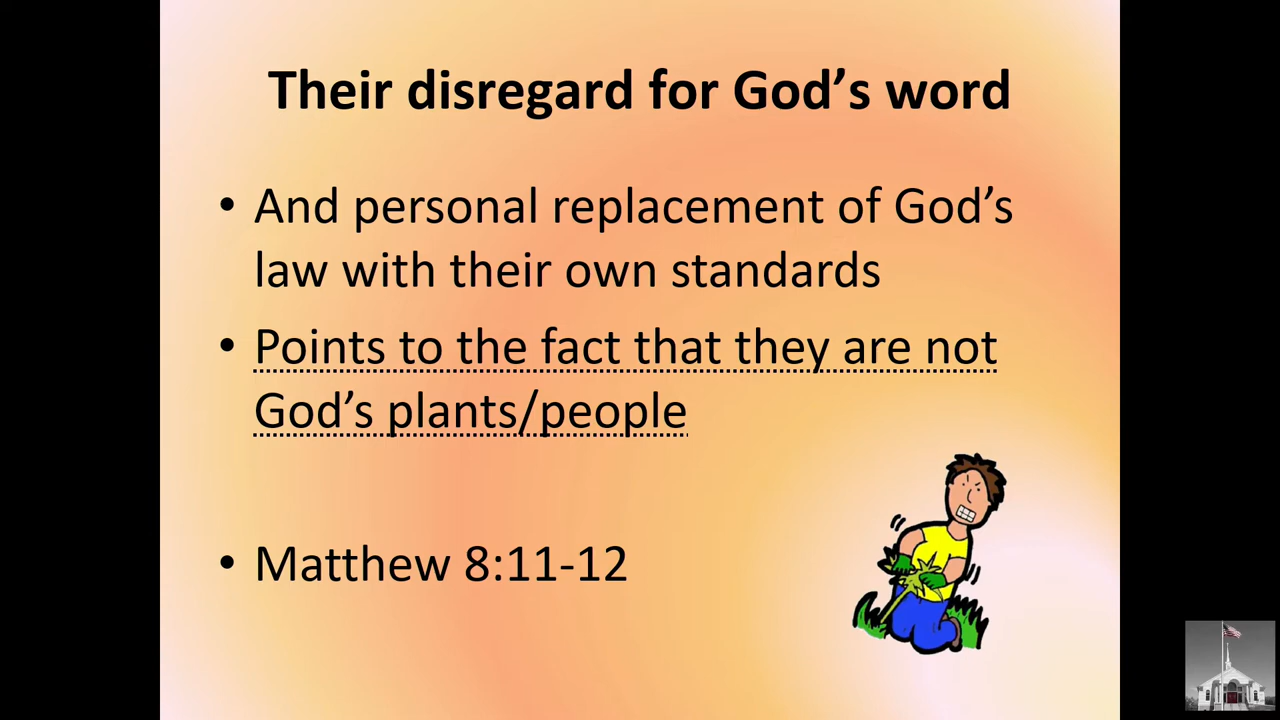 Their disregard for God’s word
• And personal replacement of God’s
law with their own standards
• Points to the fact that they are not
God’s plants/people
• Matthew 8:11-12